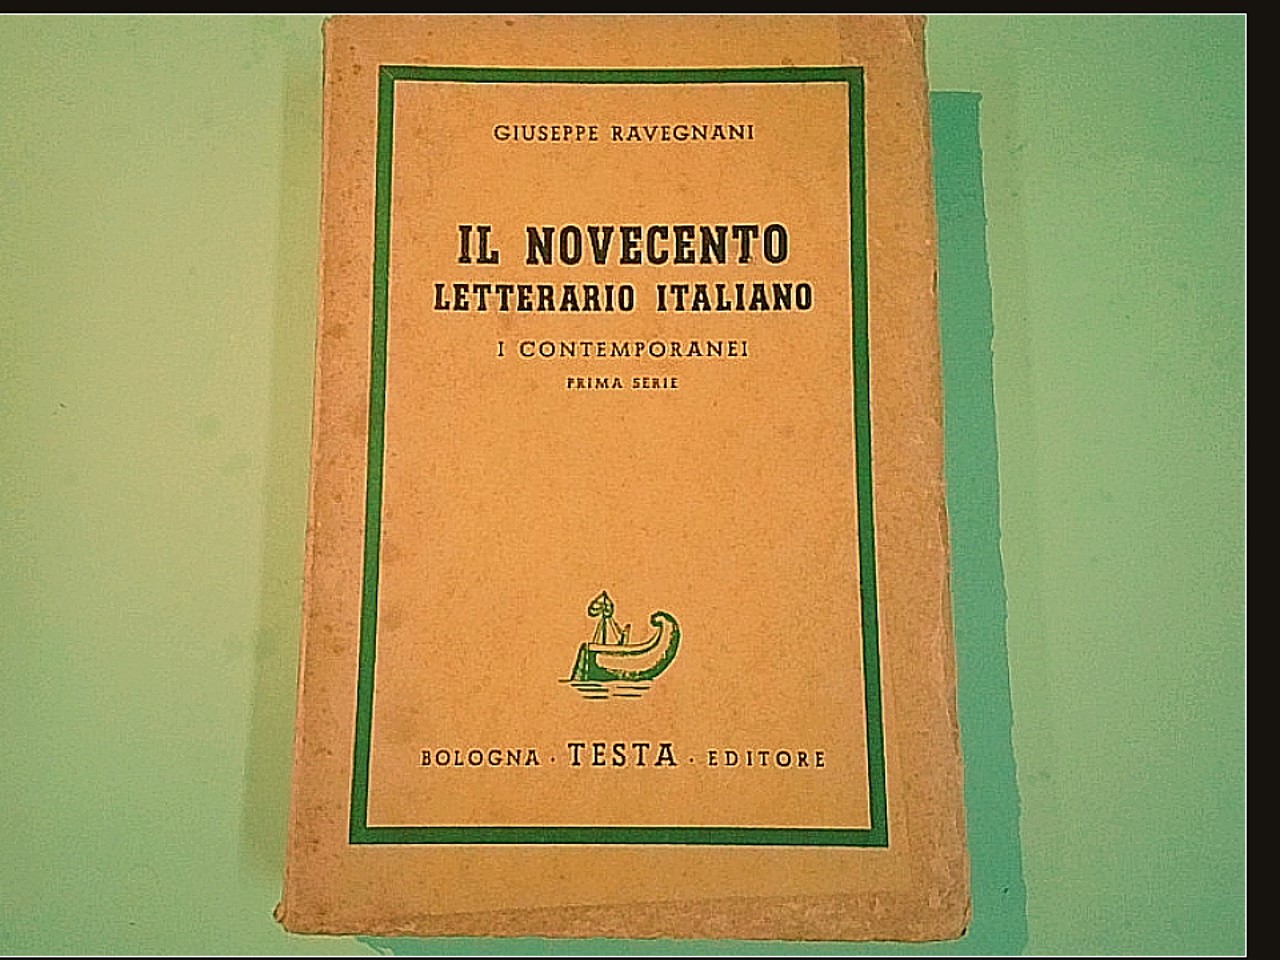 GIUSEPPE RAVEGNANI
IL NOVECENTO
LETTERARIO ITALIANO
I CONTEMPORANEI
PRIMA SERIE
BOLOGNA · TESTA · EDITORE